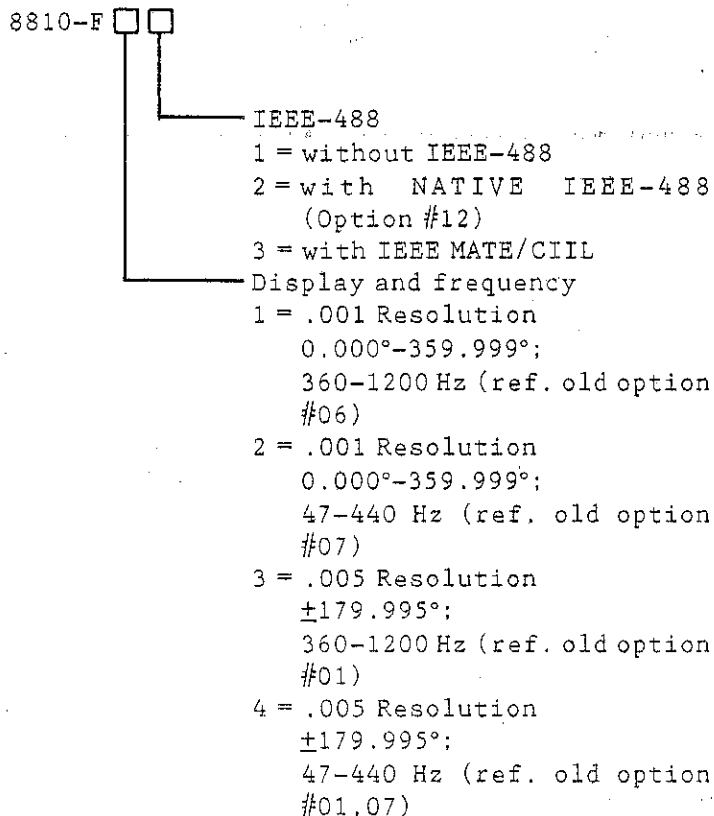 8810-F
IEEE-488
1 = without IEEE-488
2 = with NATIVE IEEE-488
(Option #12)
3 = with IEEE MATE/CIIL
Display and frequency
1 = .001 Resolution
0.000°-359.999°;
360-1200 Hz (ref. old option
#06)
2 = .001 Resolution
0.000°-359.999°;
47-440 Hz (ref. old option
#07)
3 = .005 Resolution
±179.995°;
360-1200 Hz (ref. old option
#01)
4 = .005 Resolution
±179.995°;
47-440 Hz (ref. old option
#01,07)